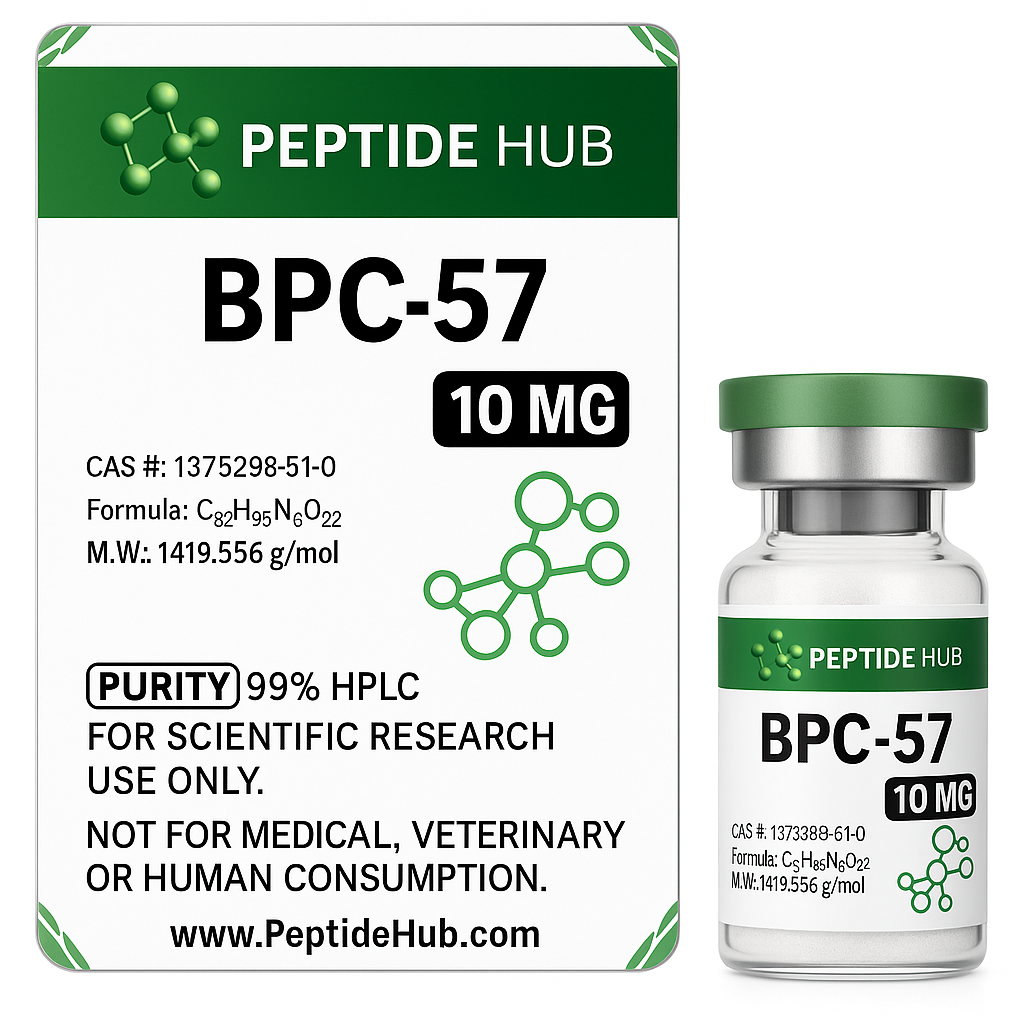 PEPTIDE HUB
BPC-57
10 MG
CAS #: 1375298-51-0
Formula: C₈₂H₉₅N₆O₂₂
M.W.: 1419.556 g/mol
PURITY 99% HPLC
FOR SCIENTIFIC RESEARCH
USE ONLY.
NOT FOR MEDICAL, VETERINARY
OR HUMAN CONSUMPTION.
www.PeptideHub.com
PEPTIDE HUB
BPC-57
10 MG
CAS #: 1373388-61-0
Formula: CₛH₈₅N₆O₂₂
M.W.:.1419.556 g/mol